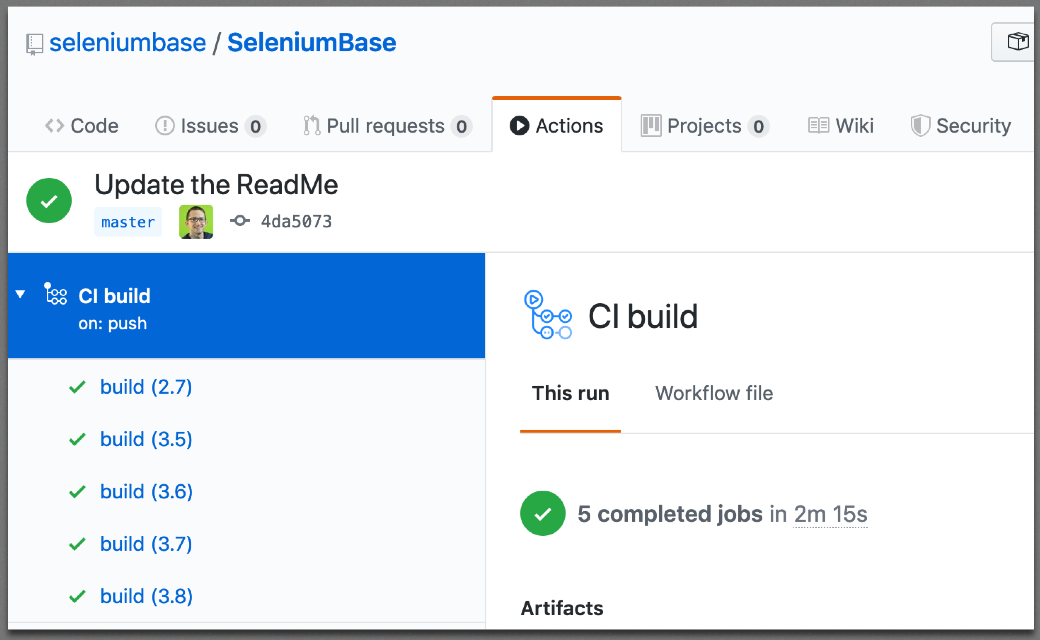 seleniumbase / SeleniumBase
Code Issues 0 Pull requests 0 Actions Projects 0 Wiki Security
Update the ReadMe
master 4da5073
CI build
on: push
build (2.7)
build (3.5)
build (3.6)
build (3.7)
build (3.8)
CI build
This run Workflow file
5 completed jobs in 2m 15s
Artifacts